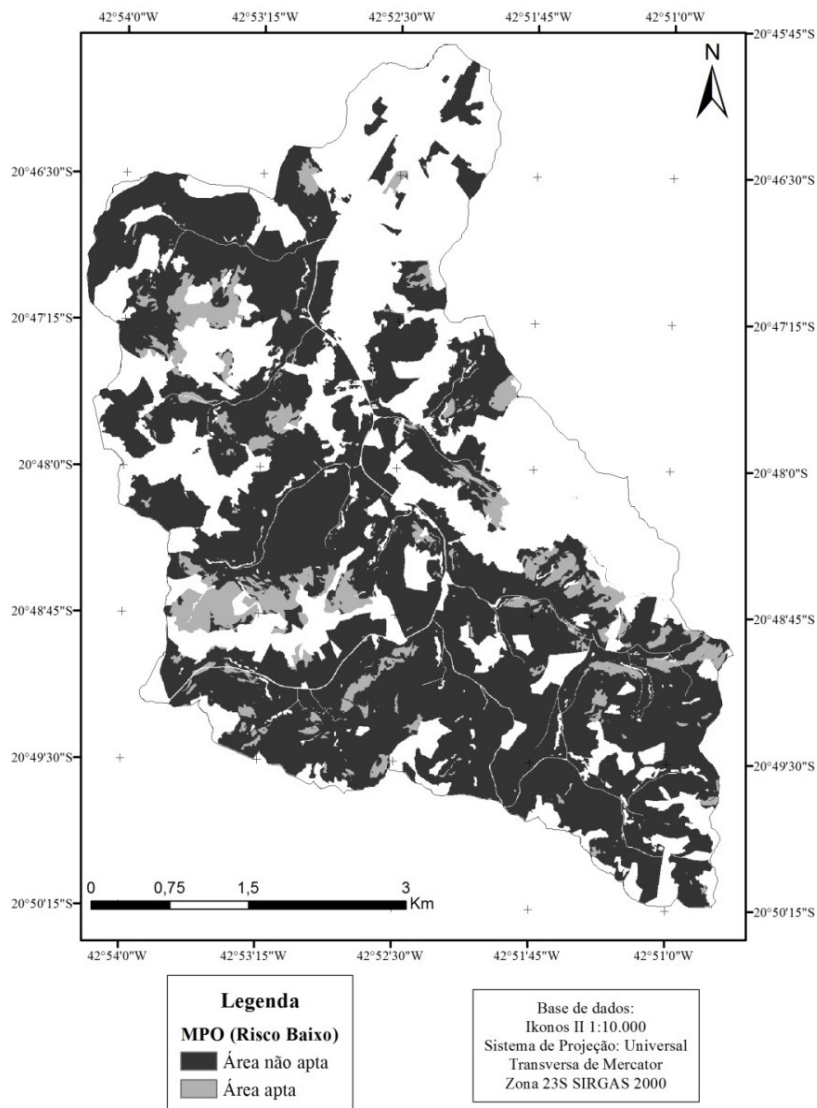 42°54'0"W 42°53'15"W 42°52'30"W 42°51'45"W 42°51'0"W
20°45'45"S
N
20°46'30"S 20°46'30"S
20°47'15"S 20°47'15"S
20°48'0"S 20°48'0"S
20°48'45"S 20°48'45"S
20°49'30"S 20°49'30"S
0 0,75 1,5 3
Km
20°50'15"S 20°50'15"S
42°54'0"W 42°53'15"W 42°52'30"W 42°51'45"W 42°51'0"W
Legenda
MPO (Risco Baixo)
Área não apta
Área apta
Base de dados:
Ikonos II 1:10.000
Sistema de Projeção: Universal
Transversa de Mercator
Zona 23S SIRGAS 2000